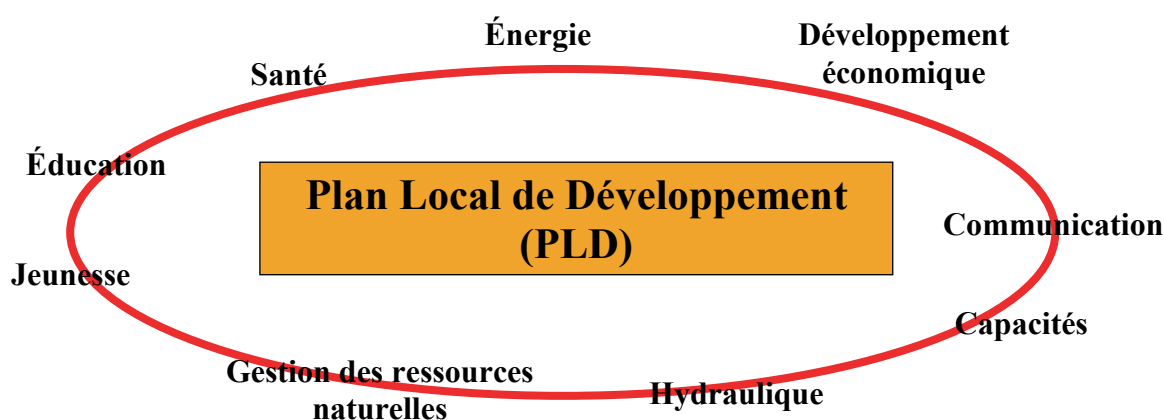 Énergie
Développement
économique
Santé
Éducation
Plan Local de Développement
(PLD)
Communication
Jeunesse
Capacités
Gestion des ressources
naturelles
Hydraulique